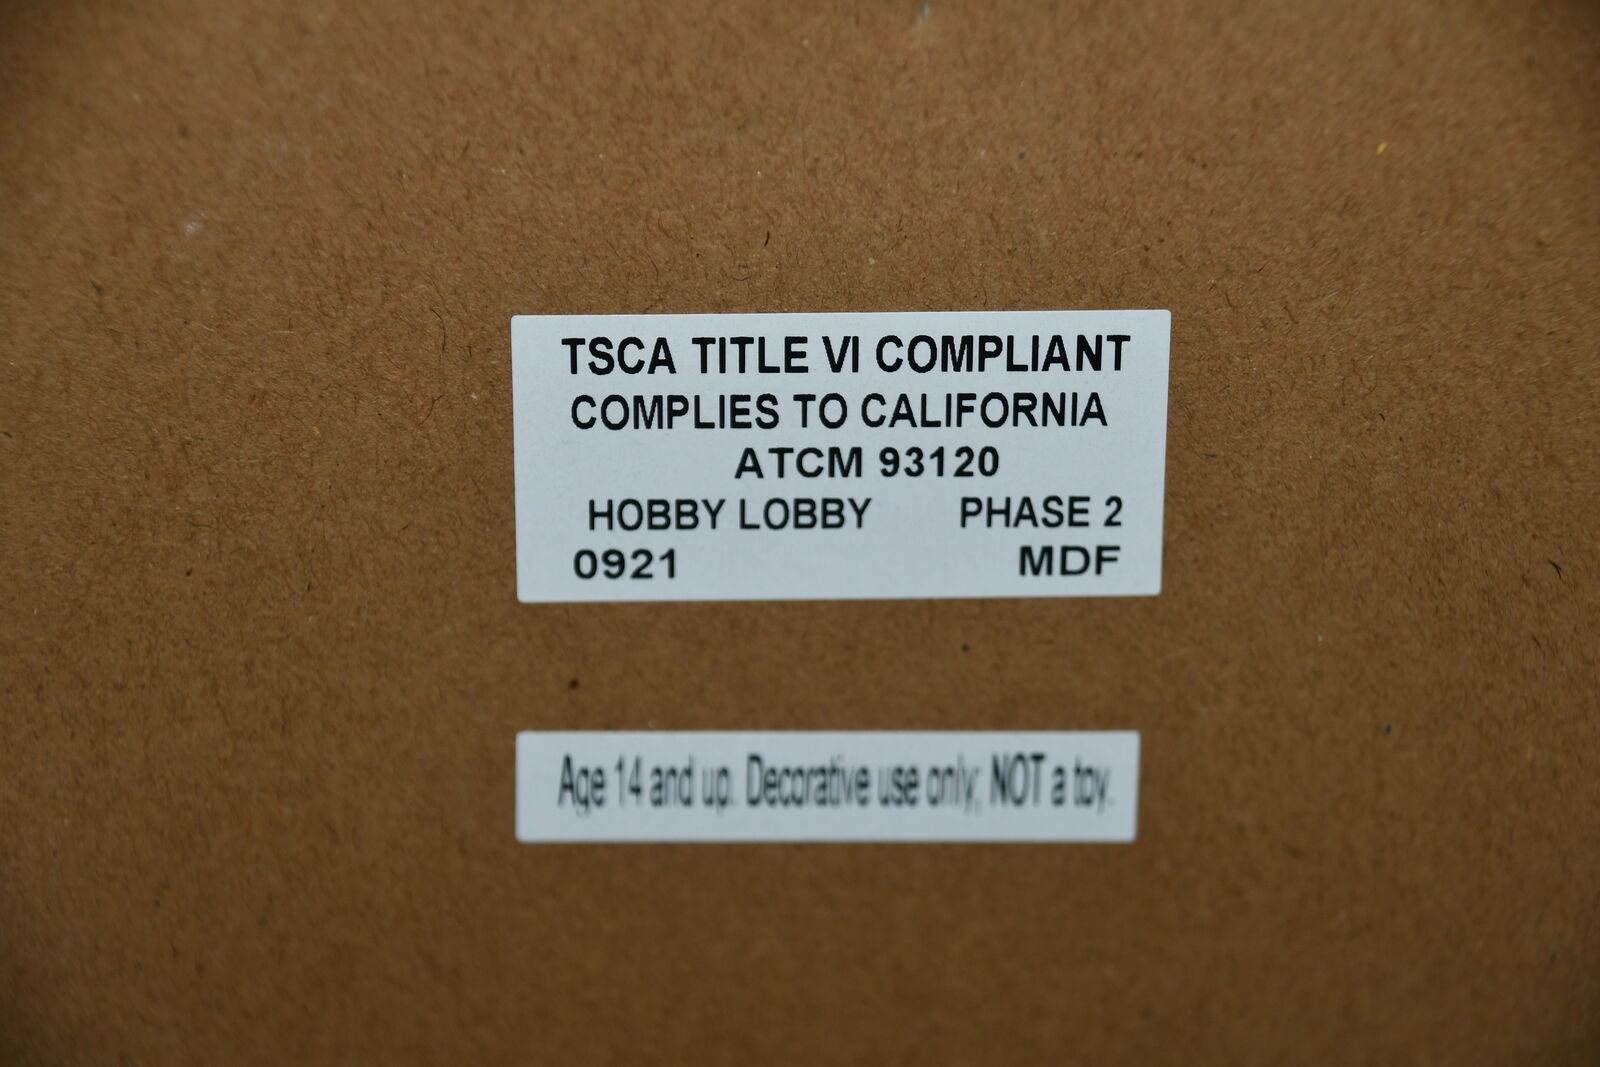 TSCA TITLE VI COMPLIANT
COMPLIES TO CALIFORNIA
ATCM 93120
HOBBY LOBBY PHASE 2
0921 MDF
Age 14 and up. Decorative use only; NOT a toy.